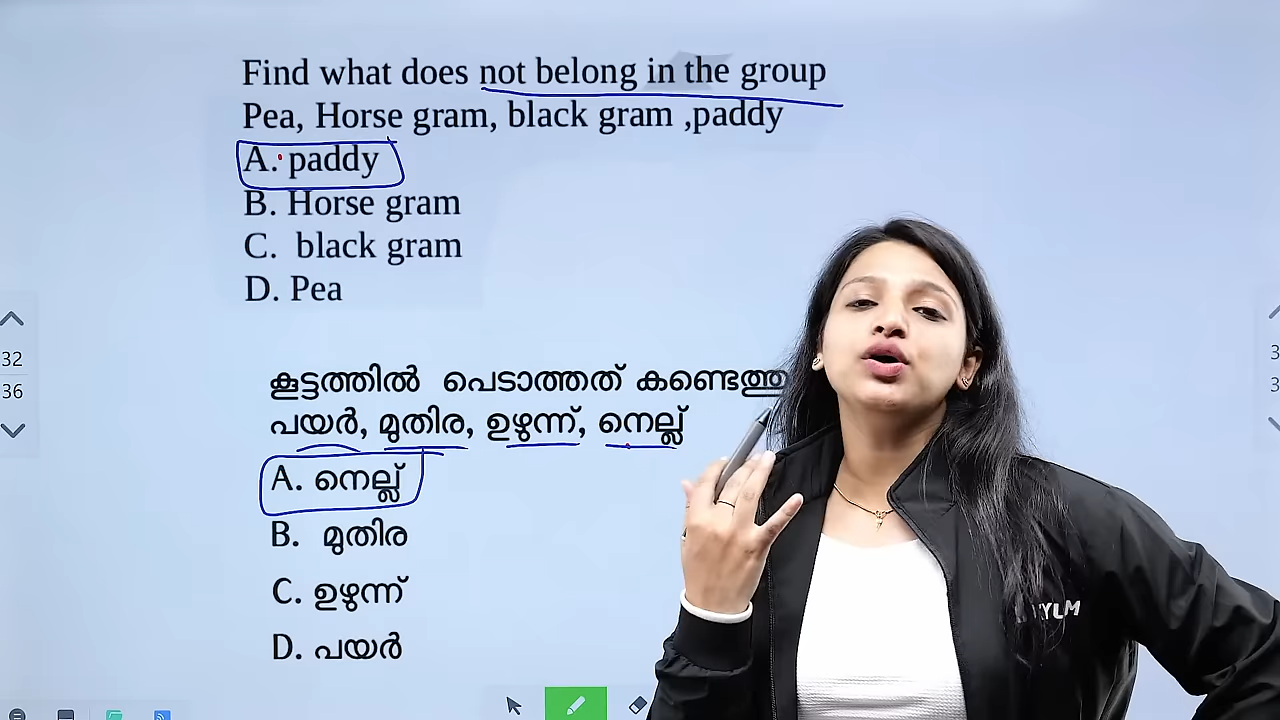 Find what does not belong in the group
Pea, Horse gram, black gram ,paddy
A. paddy
B. Horse gram
C. black gram
D. Pea
32
36
കൂട്ടത്തിൽ പെടാത്തത് കണ്ടെത്തു
പയർ, മുതിര, ഉഴുന്ന്, നെല്ല്
A. നെല്ല്
B. മുതിര
C. ഉഴുന്ന്
D. പയർ